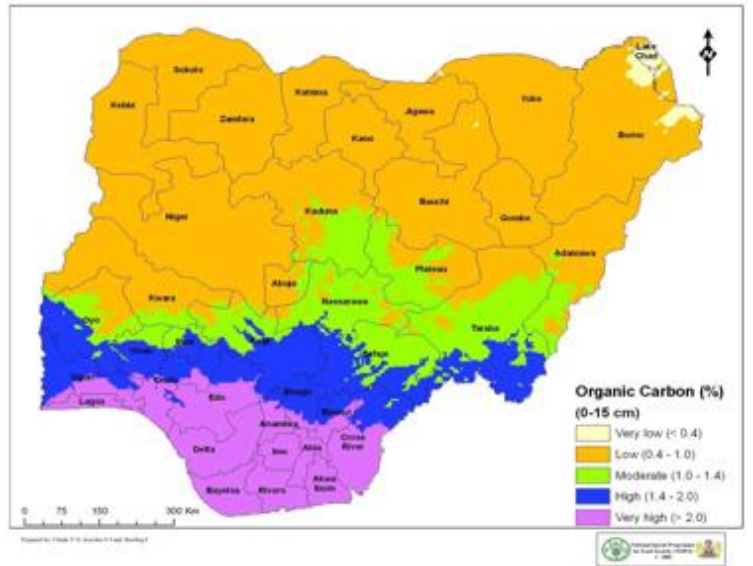 Lake
Chad
Sokoto
Katsina
Kebbi
Zamfara
Jigawa
Yobe
Kano
Borno
Kaduna
Bauchi
Gombe
Niger
Adamawa
Plateau
Abuja
Kwara
Nassarawa
Oyo
Taraba
Benue
Ogun
Ondo
Edo
Enugu
Lagos
Ebonyi
Anambra
Cross
River
Delta
Imo
Abia
Akwa
Ibom
Bayelsa
Rivers
Organic Carbon (%)
(0-15 cm)
Very low (< 0.4)
Low (0.4 - 1.0)
Moderate (1.0 - 1.4)
High (1.4 - 2.0)
Very high (> 2.0)
0 75 150 300 Km